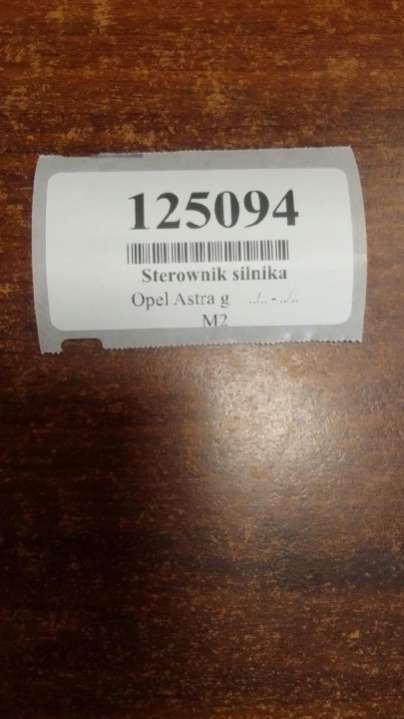 125094
Sterownik silnika
Opel Astra g ../.. - ../..
M2